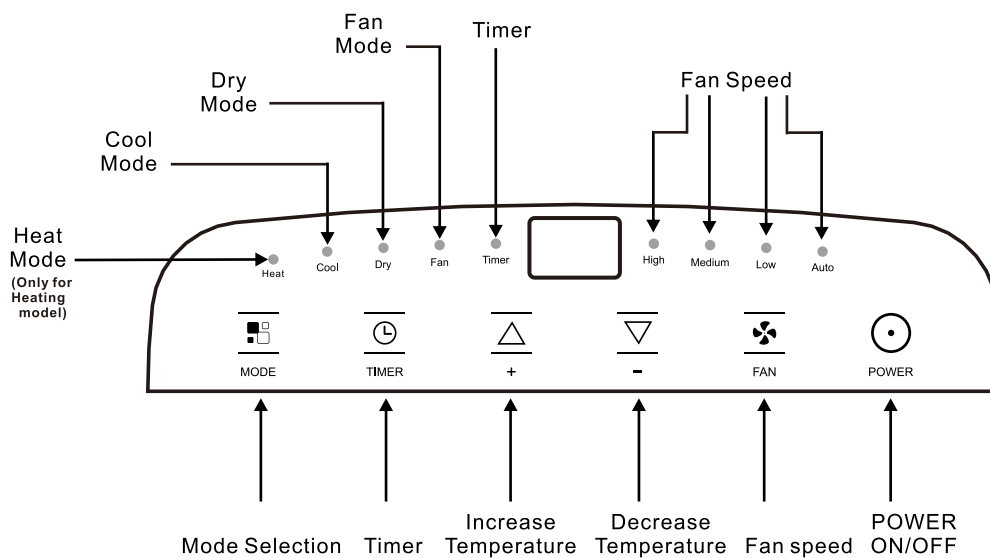 Fan
Mode
Timer
Dry
Mode
Fan Speed
Cool
Mode
Heat
Mode
(Only for
Heating
model)
Heat
Cool
Dry
Fan
Timer
High
Medium
Low
Auto
MODE
TIMER
+
-
FAN
POWER
Mode Selection
Timer
Increase
Temperature
Decrease
Temperature
Fan speed
POWER
ON/OFF